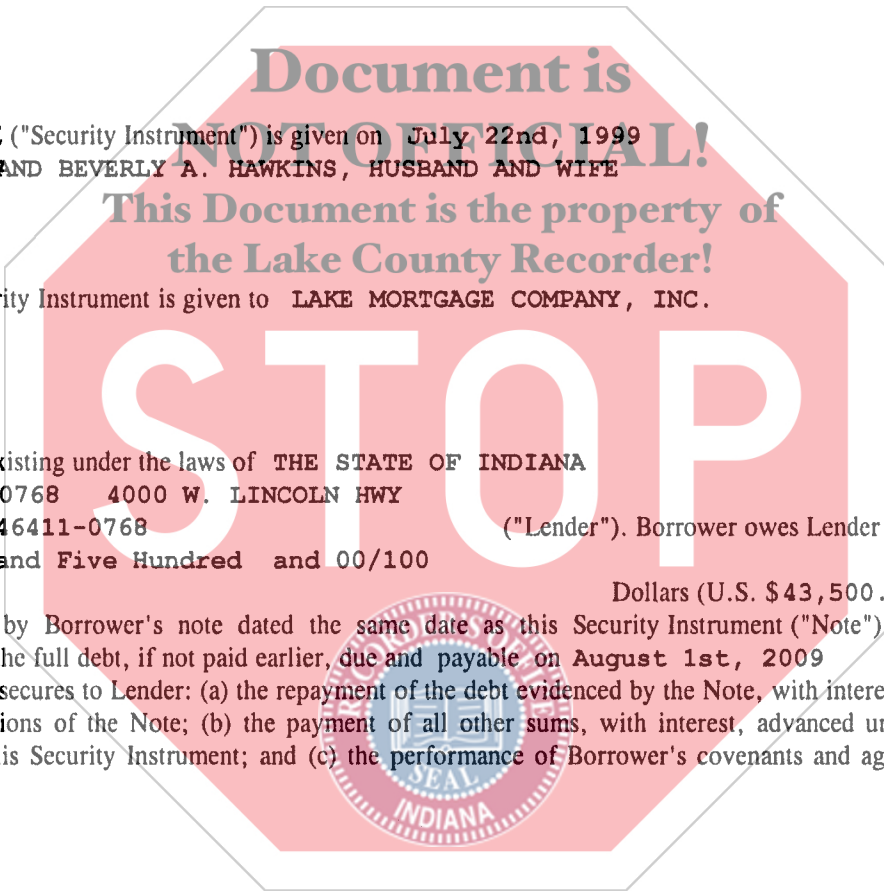 Document is
("Security Instrument") is given on July 22nd, 1999
NOT OFFICIAL!
AND BEVERLY A. HAWKINS, HUSBAND AND WIFE
This Document is the property of
the Lake County Recorder!
rity Instrument is given to LAKE MORTGAGE COMPANY, INC.
STOP
isting under the laws of THE STATE OF INDIANA
0768 4000 W. LINCOLN HWY
46411-0768 ("Lender"). Borrower owes Lender
and Five Hundred and 00/100
Dollars (U.S. $43,500.
by Borrower's note dated the same date as this Security Instrument ("Note")
he full debt, if not paid earlier, due and payable on August 1st, 2009
secures to Lender: (a) the repayment of the debt evidenced by the Note, with intere
ions of the Note; (b) the payment of all other sums, with interest, advanced u
is Security Instrument; and (c) the performance of Borrower's covenants and ag
RECORDER'S OFFICE
SEAL
INDIANA